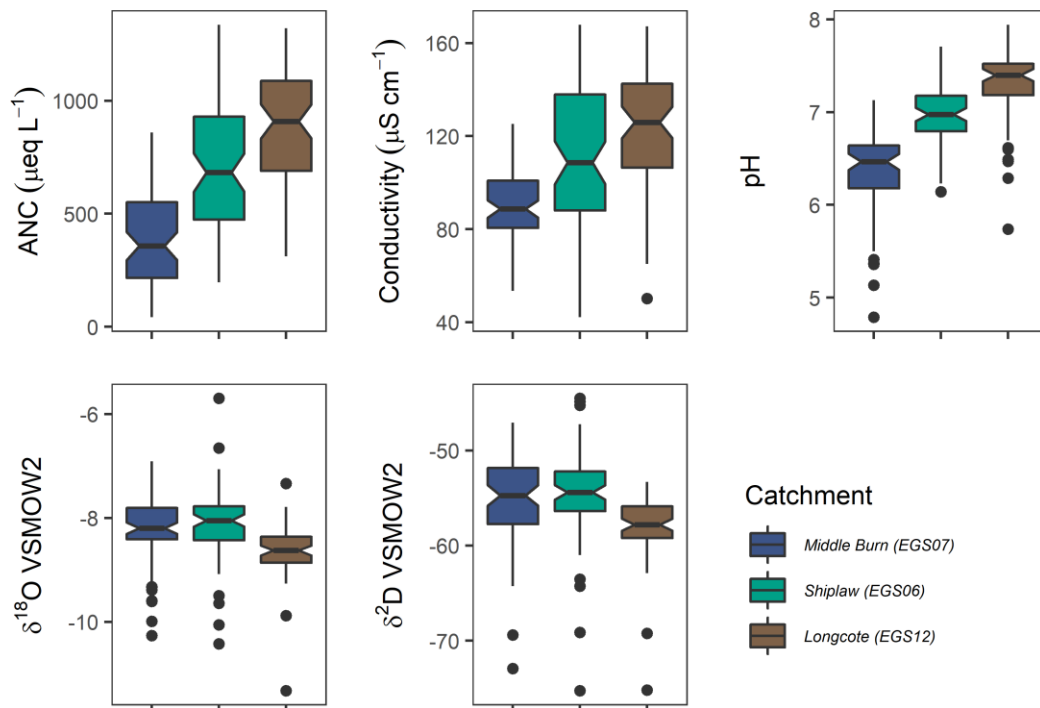 ANC (μeq L⁻¹)
1000
500
0
Conductivity (μS cm⁻¹)
160
120
80
40
pH
8
7
6
5
δ¹⁸O VSMOW2
-6
-8
-10
δ²D VSMOW2
-50
-60
-70
Catchment
Middle Burn (EGS07)
Shiplaw (EGS06)
Longcote (EGS12)